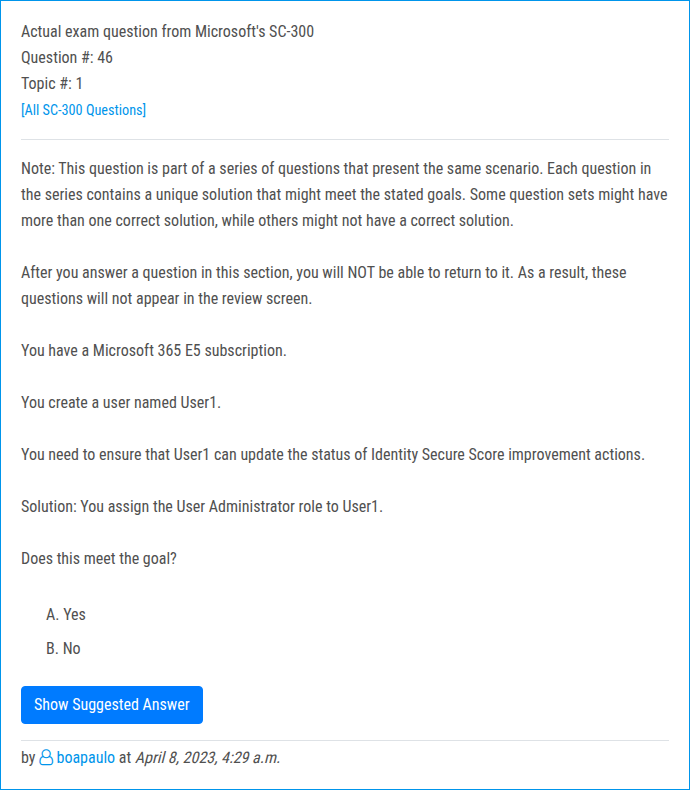 Actual exam question from Microsoft's SC-300
Question #: 46
Topic #: 1
[All SC-300 Questions]
Note: This question is part of a series of questions that present the same scenario. Each question in
the series contains a unique solution that might meet the stated goals. Some question sets might have
more than one correct solution, while others might not have a correct solution.
After you answer a question in this section, you will NOT be able to return to it. As a result, these
questions will not appear in the review screen.
You have a Microsoft 365 E5 subscription.
You create a user named User1.
You need to ensure that User1 can update the status of Identity Secure Score improvement actions.
Solution: You assign the User Administrator role to User1.
Does this meet the goal?
A. Yes
B. No
Show Suggested Answer
by boapaulo at April 8, 2023, 4:29 a.m.